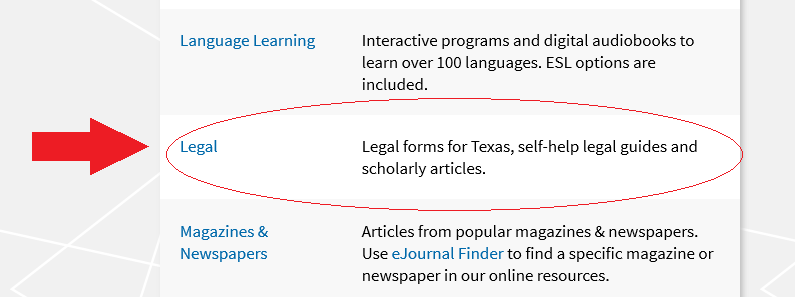 Language Learning
Interactive programs and digital audiobooks to
learn over 100 languages. ESL options are
included.
Legal
Legal forms for Texas, self-help legal guides and
scholarly articles.
Magazines &
Newspapers
Articles from popular magazines & newspapers.
Use eJournal Finder to find a specific magazine or
newspaper in our online resources.